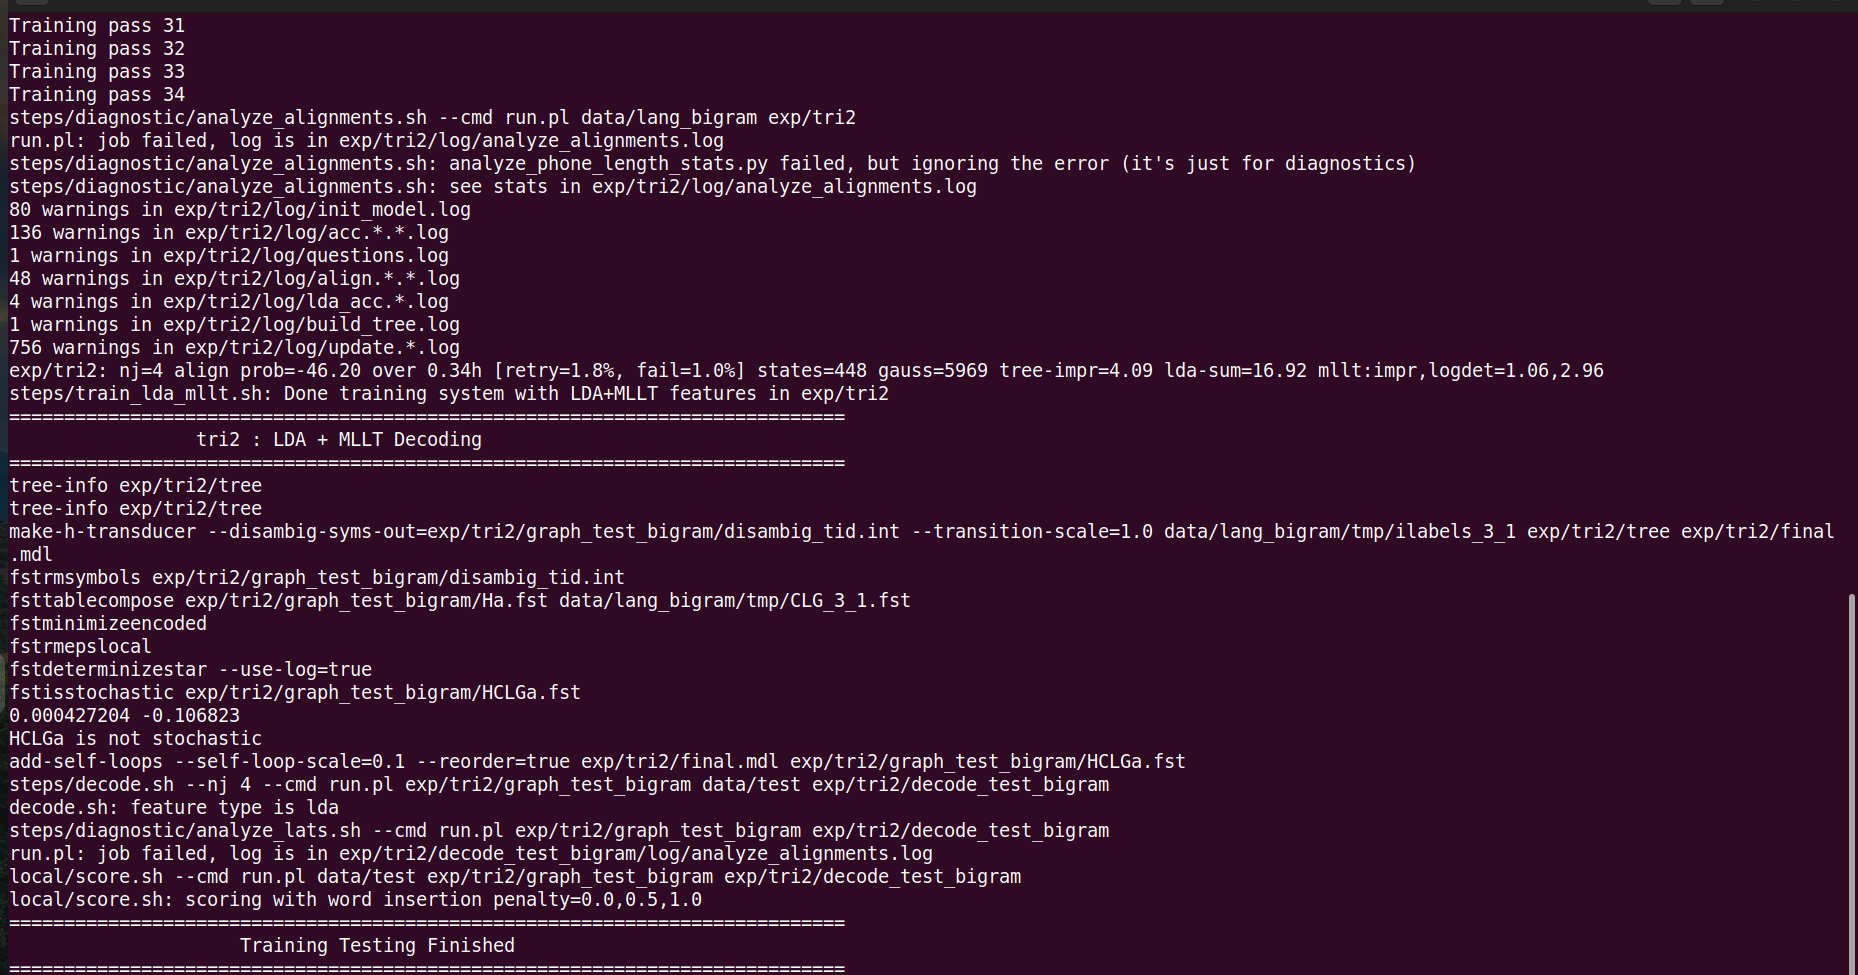 Training pass 31
Training pass 32
Training pass 33
Training pass 34
steps/diagnostic/analyze_alignments.sh --cmd run.pl data/lang_bigram exp/tri2
run.pl: job failed, log is in exp/tri2/log/analyze_alignments.log
steps/diagnostic/analyze_alignments.sh: analyze_phone_length_stats.py failed, but ignoring the error (it's just for diagnostics)
steps/diagnostic/analyze_alignments.sh: see stats in exp/tri2/log/analyze_alignments.log
80 warnings in exp/tri2/log/init_model.log
136 warnings in exp/tri2/log/acc.*.*.log
1 warnings in exp/tri2/log/questions.log
48 warnings in exp/tri2/log/align.*.*.log
4 warnings in exp/tri2/log/lda_acc.*.log
1 warnings in exp/tri2/log/build_tree.log
756 warnings in exp/tri2/log/update.*.log
exp/tri2: nj=4 align prob=-46.20 over 0.34h [retry=1.8%, fail=1.0%] states=448 gauss=5969 tree-impr=4.09 lda-sum=16.92 mllt:impr,logdet=1.06,2.96
steps/train_lda_mllt.sh: Done training system with LDA+MLLT features in exp/tri2
============================================================================
                 tri2 : LDA + MLLT Decoding
============================================================================
tree-info exp/tri2/tree
tree-info exp/tri2/tree
make-h-transducer --disambig-syms-out=exp/tri2/graph_test_bigram/disambig_tid.int --transition-scale=1.0 data/lang_bigram/tmp/ilabels_3_1 exp/tri2/tree exp/tri2/final
.mdl
fstrmsymbols exp/tri2/graph_test_bigram/disambig_tid.int
fsttablecompose exp/tri2/graph_test_bigram/Ha.fst data/lang_bigram/tmp/CLG_3_1.fst
fstminimizeencoded
fstrmepslocal
fstdeterminizestar --use-log=true
fstisstochastic exp/tri2/graph_test_bigram/HCLGa.fst
0.000427204 -0.106823
HCLGa is not stochastic
add-self-loops --self-loop-scale=0.1 --reorder=true exp/tri2/final.mdl exp/tri2/graph_test_bigram/HCLGa.fst
steps/decode.sh --nj 4 --cmd run.pl exp/tri2/graph_test_bigram data/test exp/tri2/decode_test_bigram
decode.sh: feature type is lda
steps/diagnostic/analyze_lats.sh --cmd run.pl exp/tri2/graph_test_bigram exp/tri2/decode_test_bigram
run.pl: job failed, log is in exp/tri2/decode_test_bigram/log/analyze_alignments.log
local/score.sh --cmd run.pl data/test exp/tri2/graph_test_bigram exp/tri2/decode_test_bigram
local/score.sh: scoring with word insertion penalty=0.0,0.5,1.0
============================================================================
                     Training Testing Finished
============================================================================